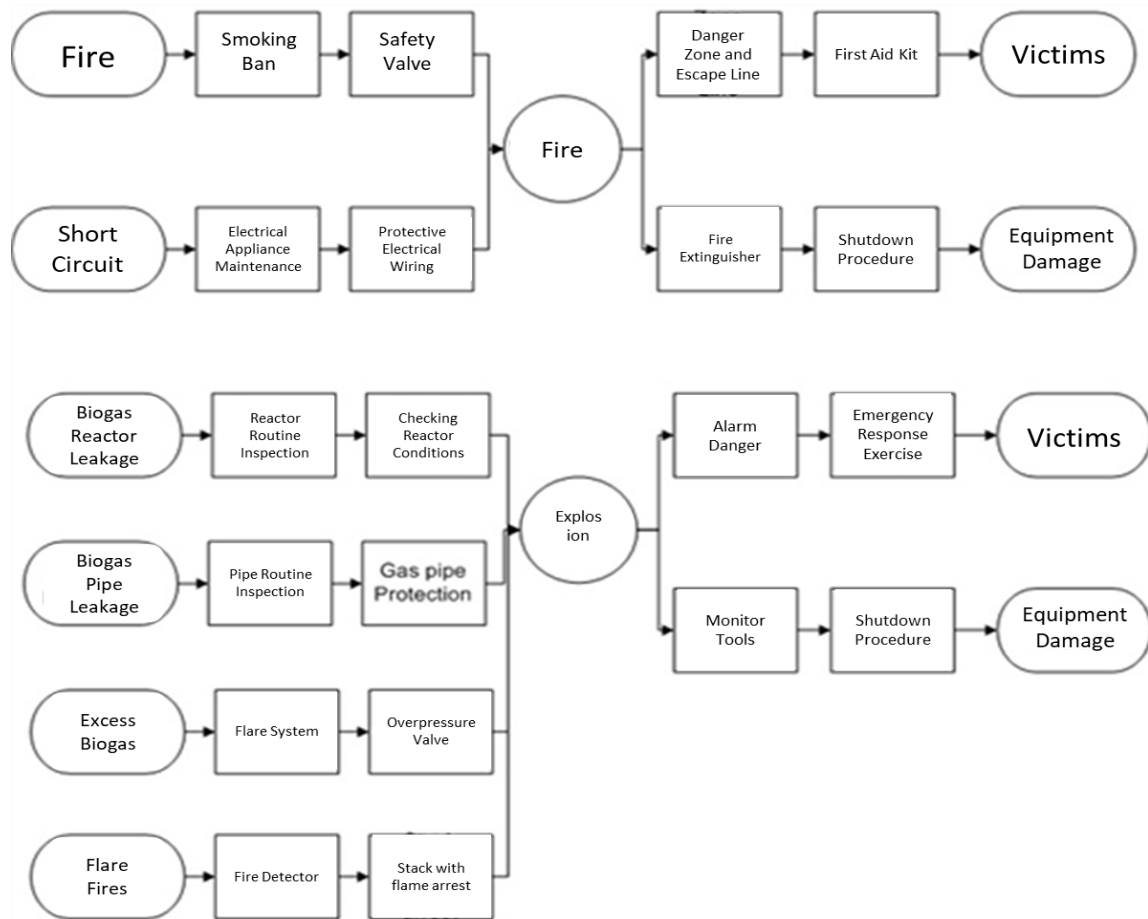 Fire
Smoking
Ban
Safety
Valve
Fire
Danger
Zone and
Escape Line
First Aid Kit
Victims
Short
Circuit
Electrical
Appliance
Maintenance
Protective
Electrical
Wiring
Fire
Extinguisher
Shutdown
Procedure
Equipment
Damage
Biogas
Reactor
Leakage
Reactor
Routine
Inspection
Checking
Reactor
Conditions
Explos
ion
Alarm
Danger
Emergency
Response
Exercise
Victims
Biogas
Pipe
Leakage
Pipe Routine
Inspection
Gas pipe
Protection
Monitor
Tools
Shutdown
Procedure
Equipment
Damage
Excess
Biogas
Flare System
Overpressure
Valve
Flare
Fires
Fire Detector
Stack with
flame arrest